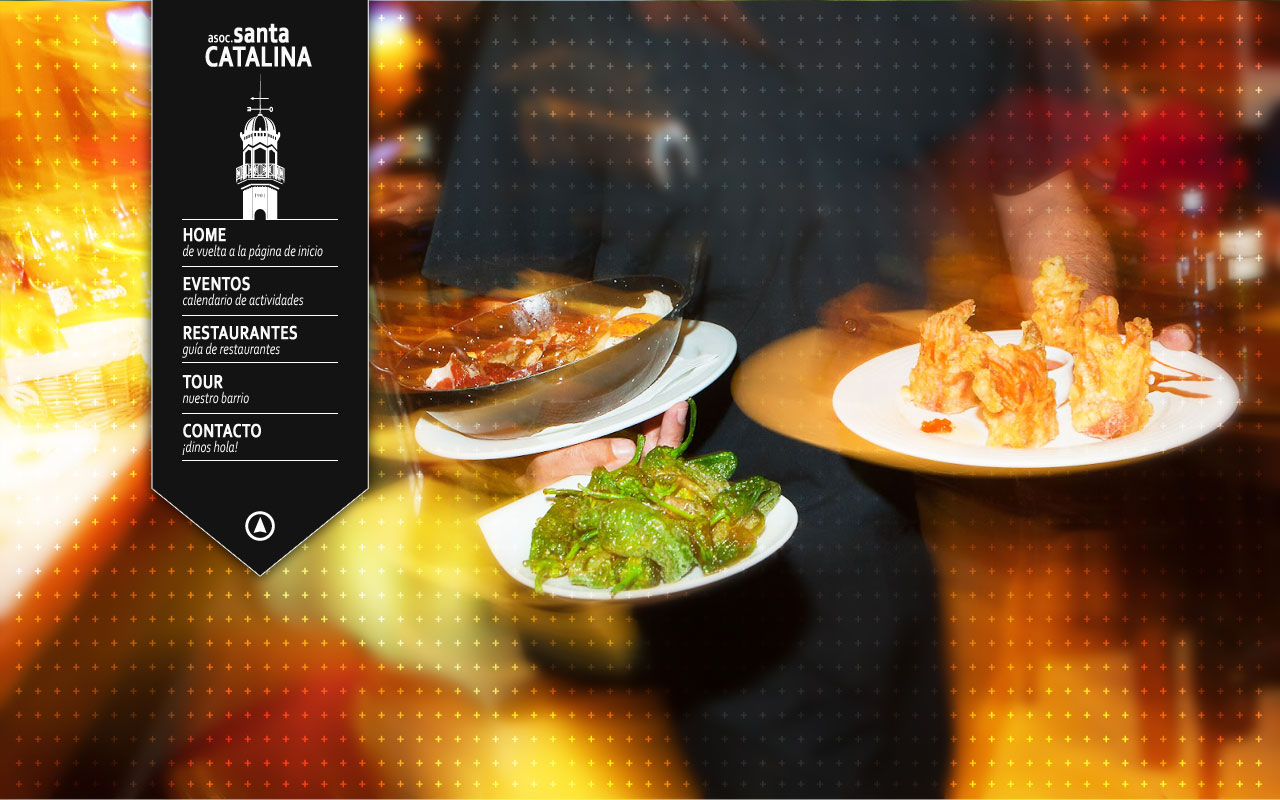 asoc. santa
CATALINA
1901
HOME
de vuelta a la página de inicio
EVENTOS
calendario de actividades
RESTAURANTES
guía de restaurantes
TOUR
nuestro barrio
CONTACTO
¡dinos hola!